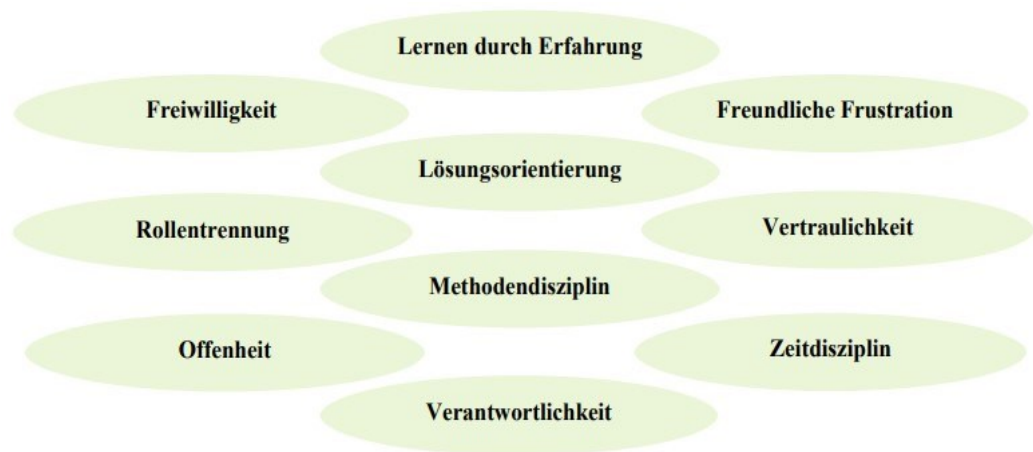 Lernen durch Erfahrung
Freiwilligkeit
Freundliche Frustration
Lösungsorientierung
Rollentrennung
Vertraulichkeit
Methodendisziplin
Offenheit
Zeitdisziplin
Verantwortlichkeit